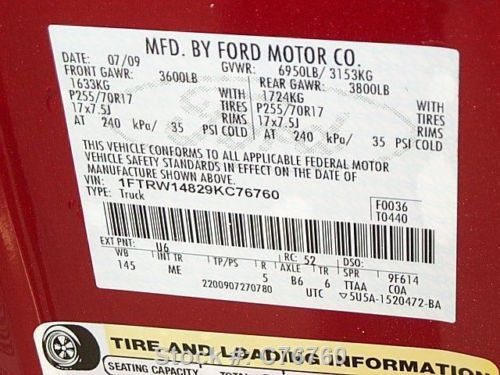 MFD. BY FORD MOTOR CO.
DATE: 07/09 GVWR: 6950LB/ 3153KG
FRONT GAWR: 3600LB REAR GAWR: 3800LB
1633KG WITH 1724KG WITH
P255/70R17 TIRES P255/70R17 TIRES
17x7.5J RIMS 17x7.5J RIMS
AT 240 kPa/ 35 PSI COLD AT 240 kPa/ 35 PSI COLD
THIS VEHICLE CONFORMS TO ALL APPLICABLE FEDERAL MOTOR
VEHICLE SAFETY STANDARDS IN EFFECT ON THE DATE OF
MANUFACTURE SHOWN ABOVE.
VIN: 1FTRW14829KC76760 F0036
TYPE: Truck T0440
EXT PNT: U6 RC: 52 DSO:
WB TP/PS R AXLE TR SPR 9F614
145 ME 5 B6 6 TTAA COA
2200907270780 UTC ▽5U5A-1520472-BA
TIRE AND LOADING INFORMATION
Stock #: C76760
SEATING CAPACITY